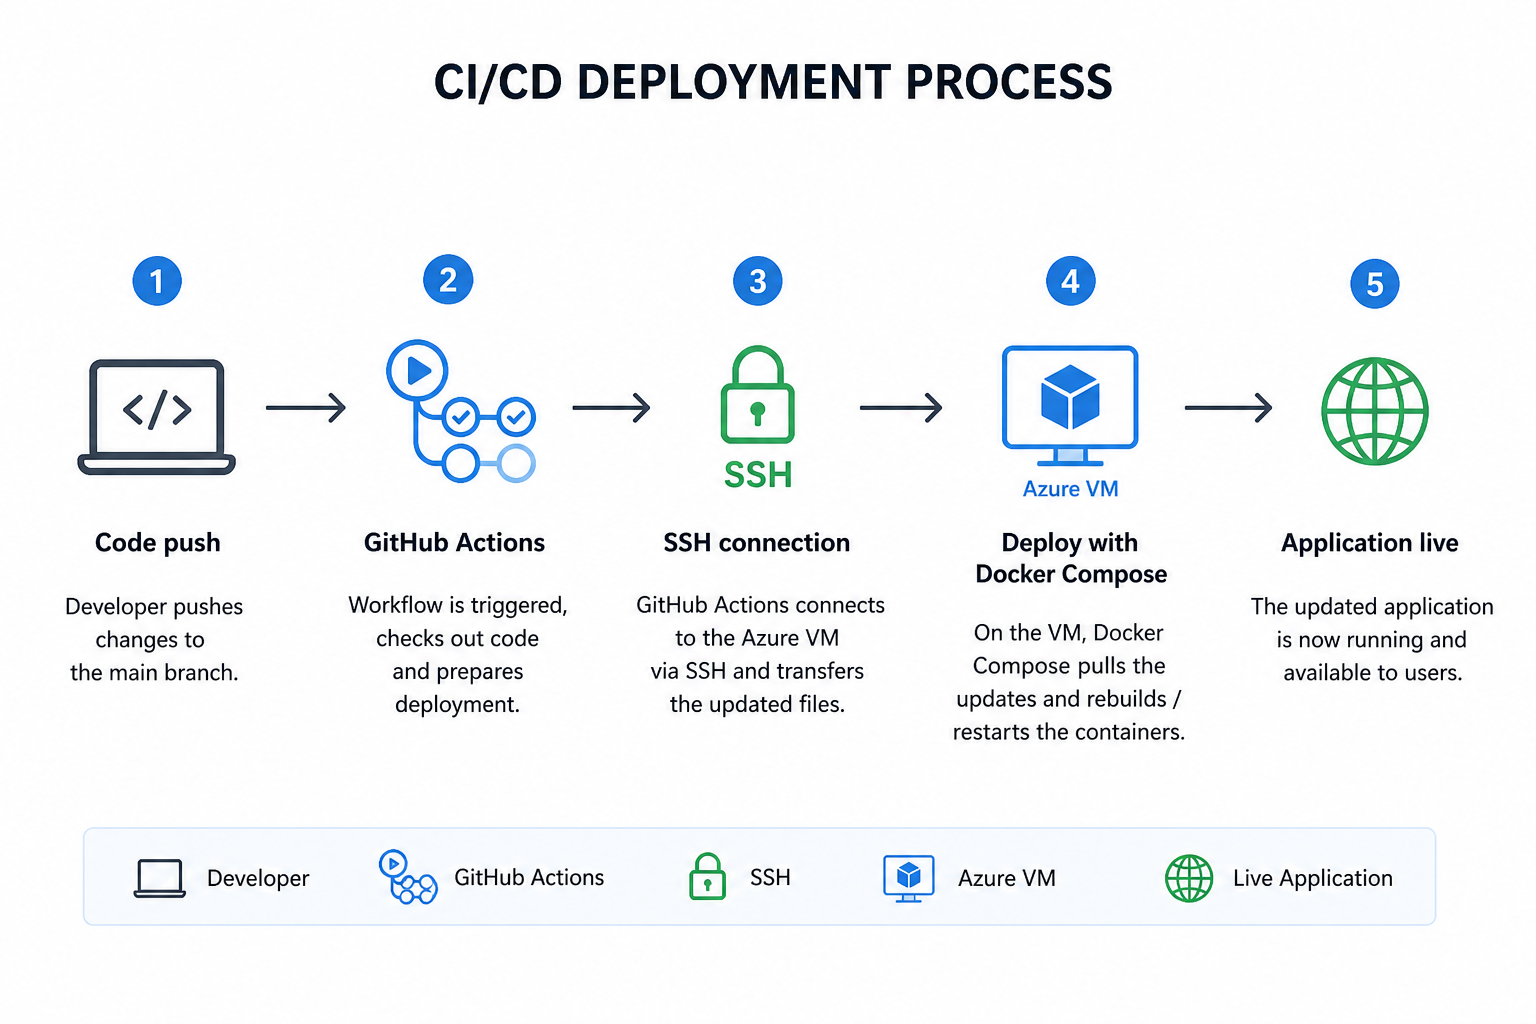 CI/CD DEPLOYMENT PROCESS
1
2
3
4
5
</>
SSH
Azure VM
Code push
Developer pushes
changes to
the main branch.
GitHub Actions
Workflow is triggered,
checks out code
and prepares
deployment.
SSH connection
GitHub Actions connects
to the Azure VM
via SSH and transfers
the updated files.
Deploy with
Docker Compose
On the VM, Docker
Compose pulls the
updates and rebuilds /
restarts the containers.
Application live
The updated application
is now running and
available to users.
Developer
GitHub Actions
SSH
Azure VM
Live Application